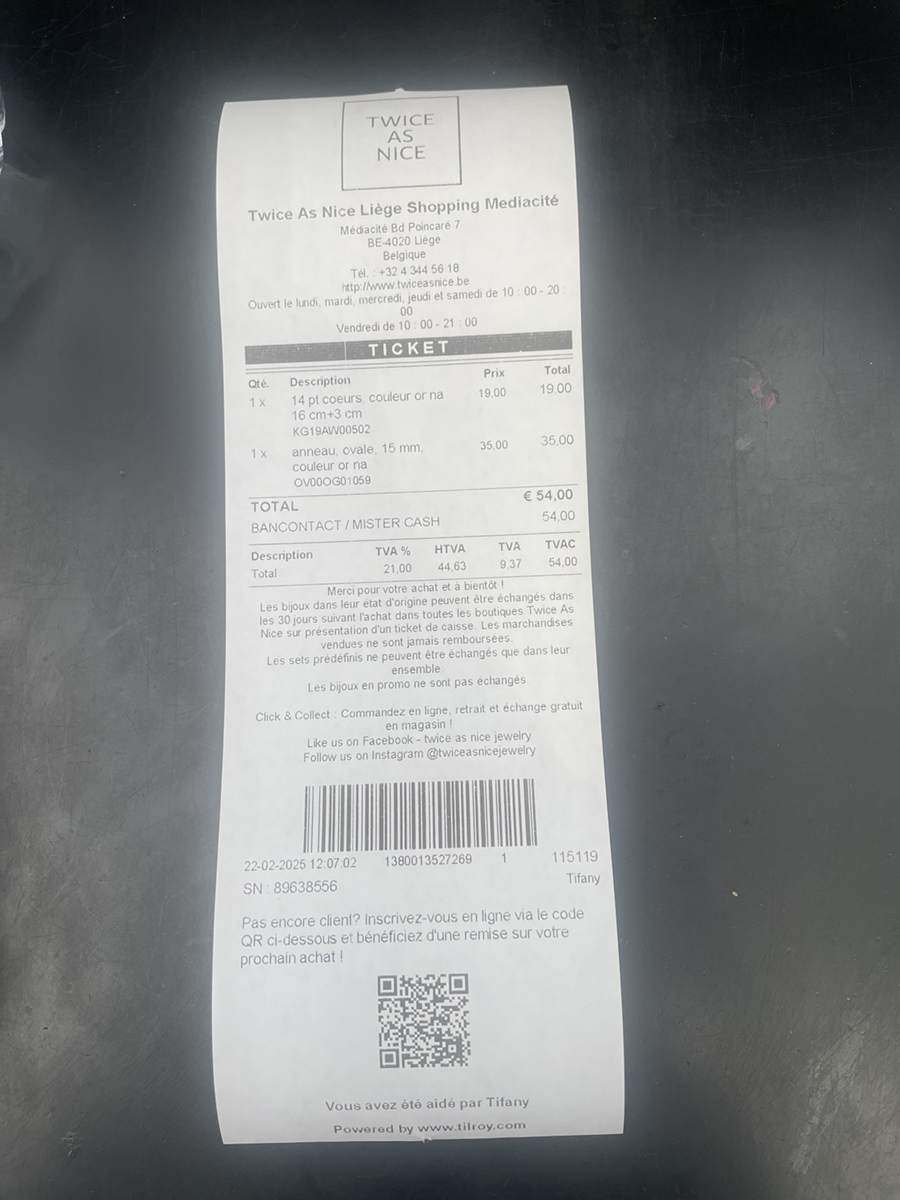 TWICE
AS
NICE
Twice As Nice Liège Shopping Mediacité
Médiacité Bd Poincaré 7
BE-4020 Liège
Belgique
Tél. : +32 4 344 56 18
http://www.twiceasnice.be
Ouvert le lundi, mardi, mercredi, jeudi et samedi de 10 : 00 - 20 :
00
Vendredi de 10 : 00 - 21 : 00
TICKET
Qté. Description Prix Total
1 x 14 pt coeurs, couleur or na 19,00 19,00
16 cm+3 cm
KG19AW00502
1 x anneau, ovale, 15 mm, 35,00 35,00
couleur or na
OV00OG01059
TOTAL € 54,00
BANCONTACT / MISTER CASH 54,00
Description TVA % HTVA TVA TVAC
Total 21,00 44,63 9,37 54,00
Merci pour votre achat et à bientôt !
Les bijoux dans leur état d'origine peuvent être échangés dans
les 30 jours suivant l'achat dans toutes les boutiques Twice As
Nice sur présentation d'un ticket de caisse. Les marchandises
vendues ne sont jamais remboursées.
Les sets prédéfinis ne peuvent être échangés que dans leur
ensemble.
Les bijoux en promo ne sont pas échangés.
Click & Collect : Commandez en ligne, retrait et échange gratuit
en magasin !
Like us on Facebook - twice as nice jewelry
Follow us on Instagram @twiceasnicejewelry
22-02-2025 12:07:02 1380013527269 1 115119
SN : 89638556 Tifany
Pas encore client? Inscrivez-vous en ligne via le code
QR ci-dessous et bénéficiez d'une remise sur votre
prochain achat !
Vous avez été aidé par Tifany
Powered by www.tilroy.com